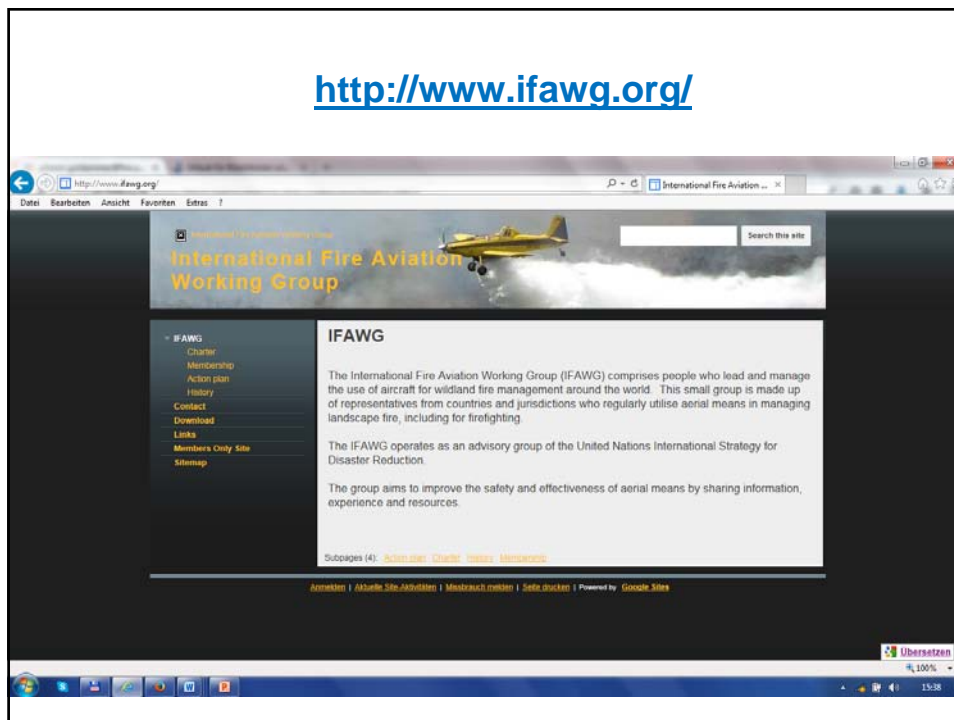 http://www.ifawg.org/
http://www.ifawg.org/
International Fire Aviation ...
Datei Bearbeiten Ansicht Favoriten Extras ?
International Fire Aviation
Working Group
Search this site
IFAWG
Charter
Membership
Action plan
History
Contact
Download
Links
Members Only Site
Sitemap
IFAWG
The International Fire Aviation Working Group (IFAWG) comprises people who lead and manage
the use of aircraft for wildland fire management around the world. This small group is made up
of representatives from countries and jurisdictions who regularly utilise aerial means in managing
landscape fire, including for firefighting.
The IFAWG operates as an advisory group of the United Nations International Strategy for
Disaster Reduction.
The group aims to improve the safety and effectiveness of aerial means by sharing information,
experience and resources.
Subpages (4): Action plan Charter History Membership
Anmelden | Aktuelle Site-Aktivitäten | Missbrauch melden | Seite drucken | Powered by Google Sites
Übersetzen
100%
15:38